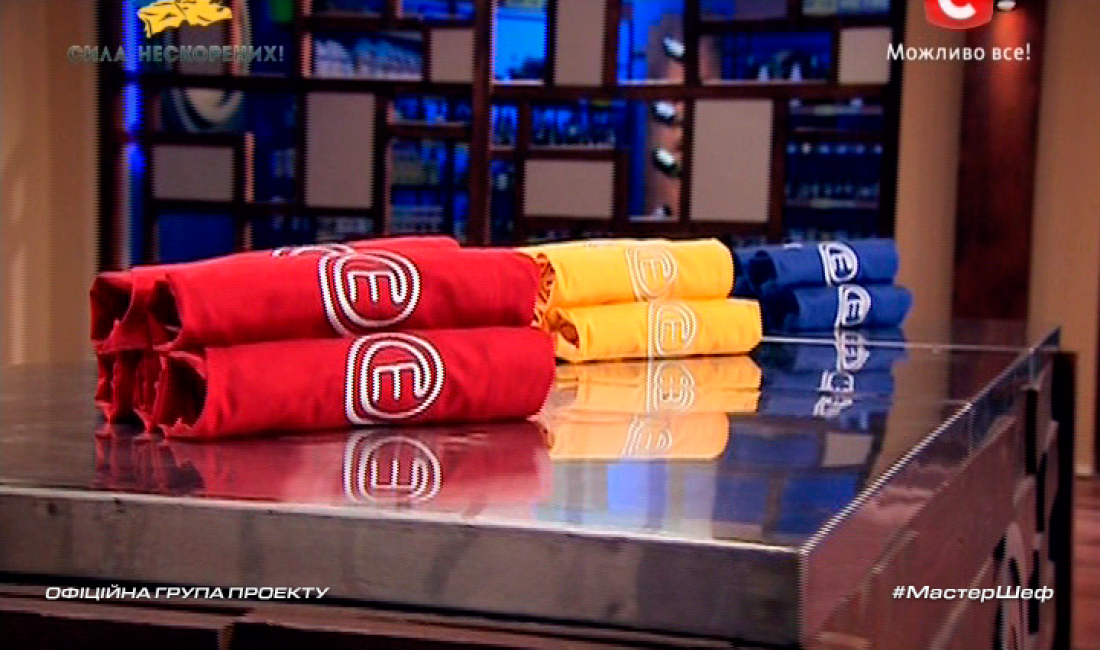 СИЛА НЕСКОРЕНИХ!
Можливо все!
ОФІЦІЙНА ГРУПА ПРОЕКТУ
#МастерШеф